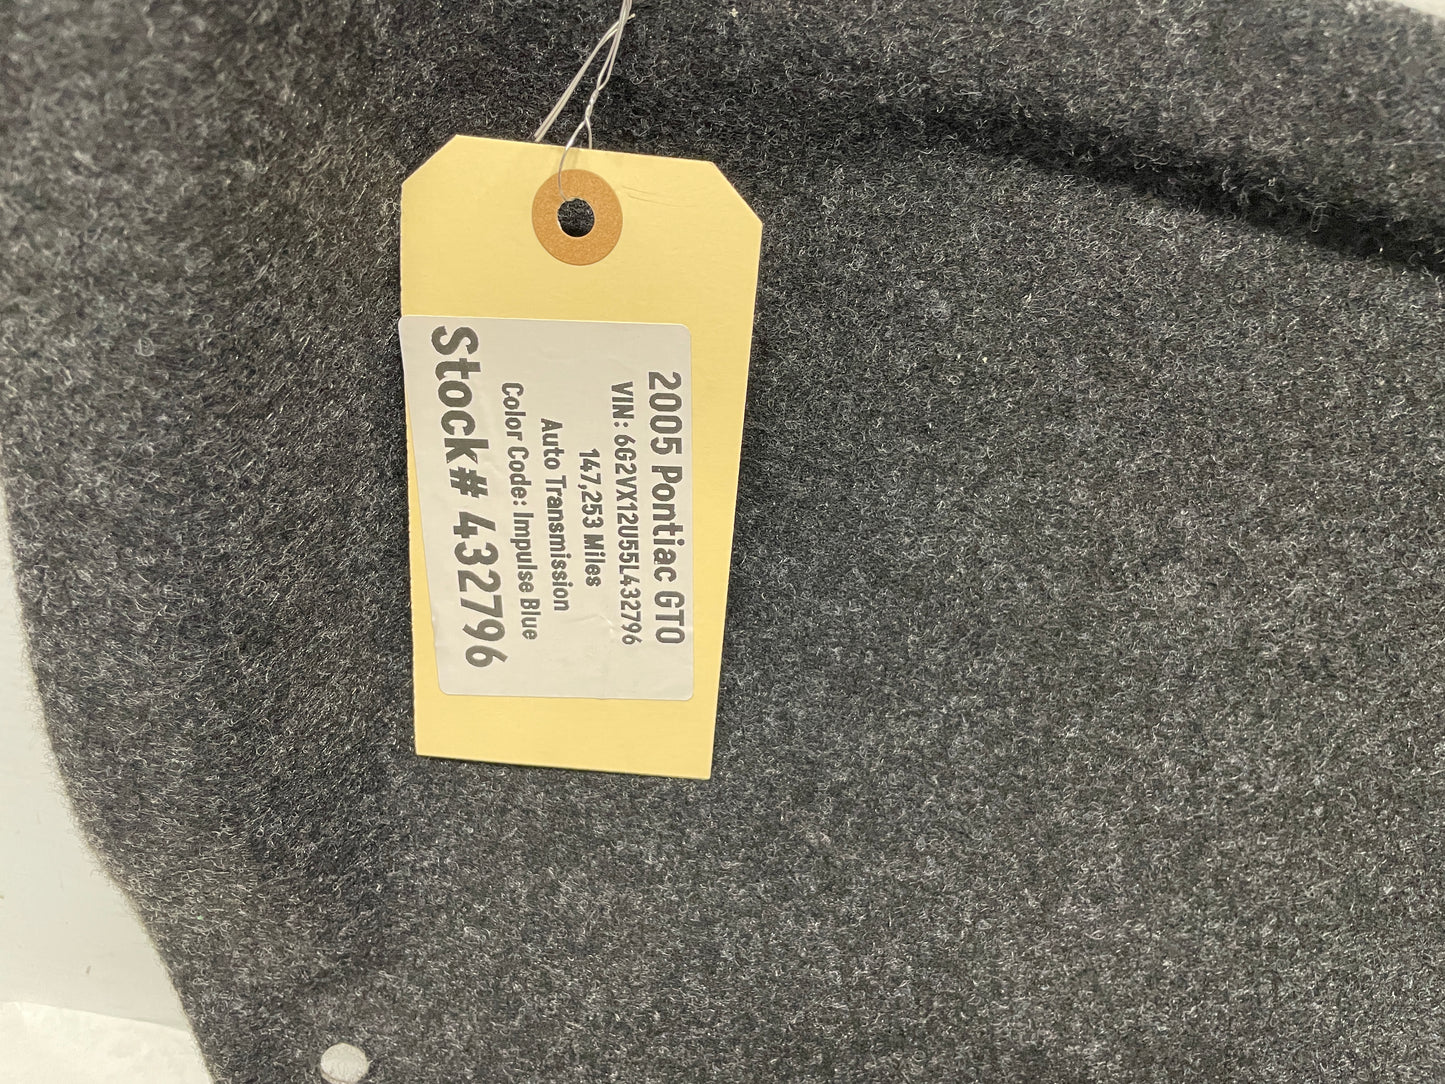 2005 Pontiac GTO
VIN: 6G2VX12U55L432796
147,253 Miles
Auto Transmission
Color Code: Impulse Blue
Stock# 432796